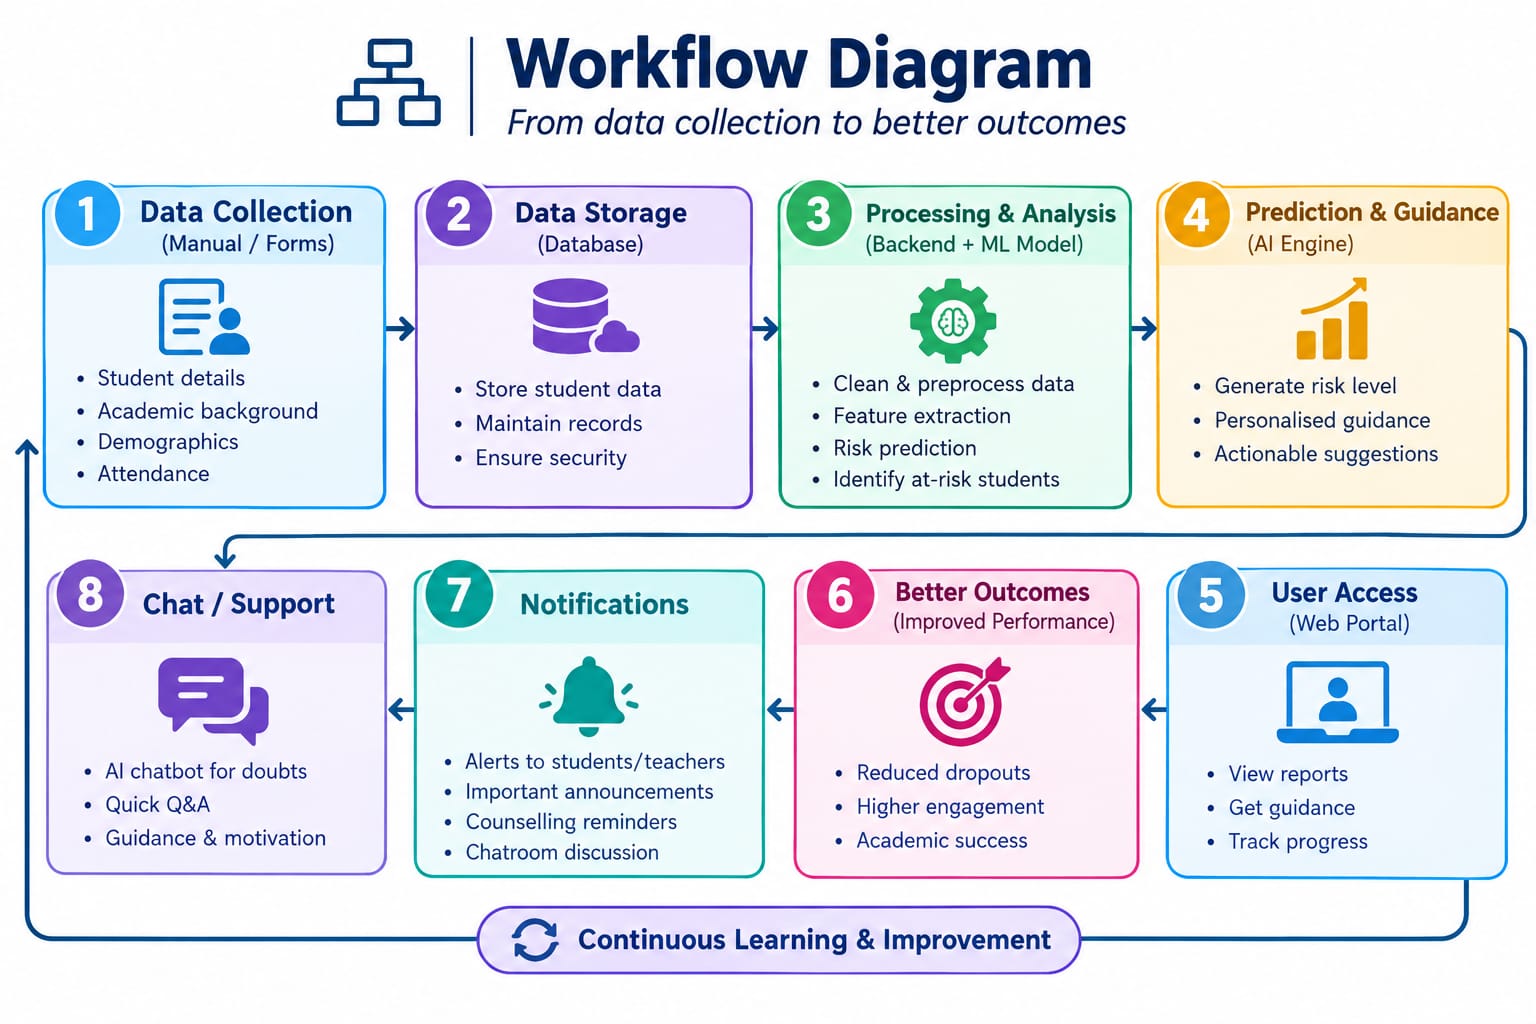 Workflow Diagram
From data collection to better outcomes
1
Data Collection
(Manual / Forms)
• Student details
• Academic background
• Demographics
• Attendance
2
Data Storage
(Database)
• Store student data
• Maintain records
• Ensure security
3
Processing & Analysis
(Backend + ML Model)
• Clean & preprocess data
• Feature extraction
• Risk prediction
• Identify at-risk students
4
Prediction & Guidance
(AI Engine)
• Generate risk level
• Personalised guidance
• Actionable suggestions
8
Chat / Support
• AI chatbot for doubts
• Quick Q&A
• Guidance & motivation
7
Notifications
• Alerts to students/teachers
• Important announcements
• Counselling reminders
• Chatroom discussion
6
Better Outcomes
(Improved Performance)
• Reduced dropouts
• Higher engagement
• Academic success
5
User Access
(Web Portal)
• View reports
• Get guidance
• Track progress
Continuous Learning & Improvement